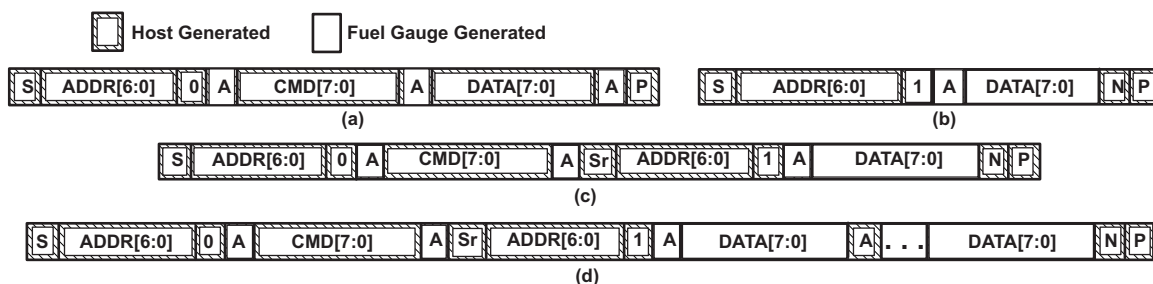 Host Generated Fuel Gauge Generated
S ADDR[6:0] 0 A CMD[7:0] A DATA[7:0] A P S ADDR[6:0] 1 A DATA[7:0] N P
(a) (b)
S ADDR[6:0] 0 A CMD[7:0] A Sr ADDR[6:0] 1 A DATA[7:0] N P
(c)
S ADDR[6:0] 0 A CMD[7:0] A Sr ADDR[6:0] 1 A DATA[7:0] A ... DATA[7:0] N P
(d)